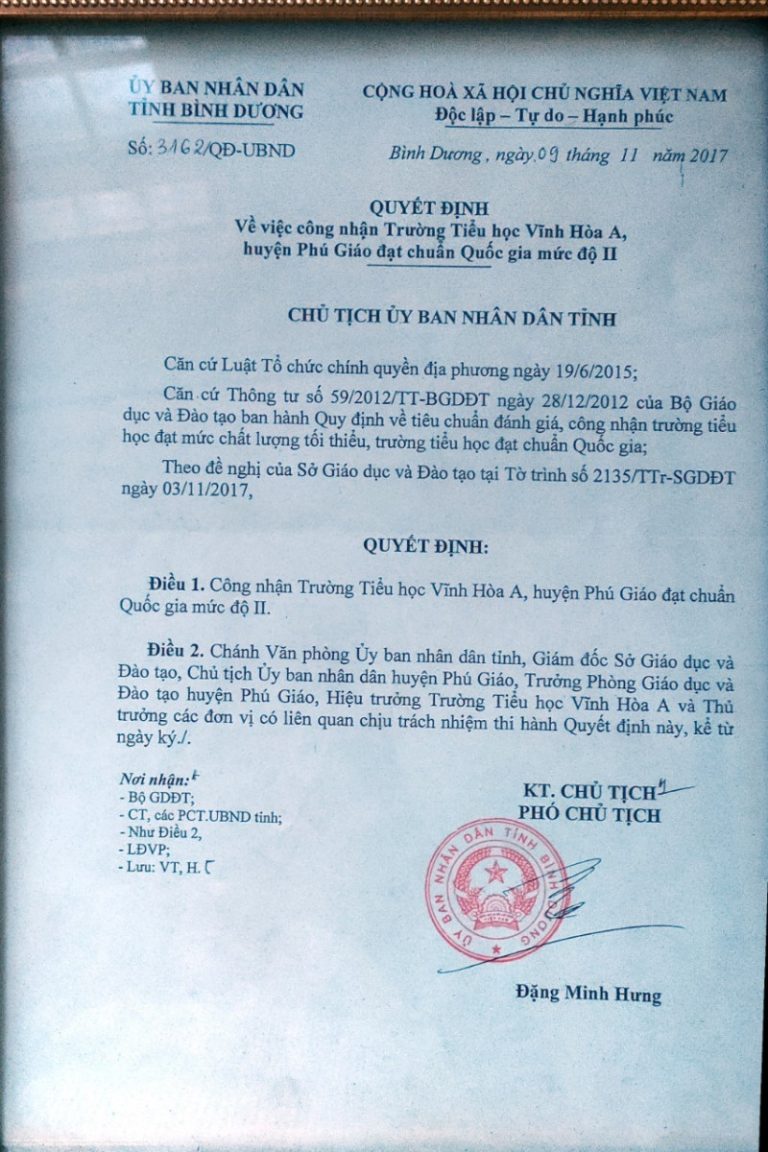 ỦY BAN NHÂN DÂN
TỈNH BÌNH DƯƠNG
CỘNG HOÀ XÃ HỘI CHỦ NGHĨA VIỆT NAM
Độc lập – Tự do – Hạnh phúc
Số: 3162/QĐ-UBND
Bình Dương, ngày 09 tháng 11 năm 2017
QUYẾT ĐỊNH
Về việc công nhận Trường Tiểu học Vĩnh Hòa A,
huyện Phú Giáo đạt chuẩn Quốc gia mức độ II
CHỦ TỊCH ỦY BAN NHÂN DÂN TỈNH
Căn cứ Luật Tổ chức chính quyền địa phương ngày 19/6/2015;
Căn cứ Thông tư số 59/2012/TT-BGDĐT ngày 28/12/2012 của Bộ Giáo
dục và Đào tạo ban hành Quy định về tiêu chuẩn đánh giá, công nhận trường tiểu
học đạt mức chất lượng tối thiểu, trường tiểu học đạt chuẩn Quốc gia;
Theo đề nghị của Sở Giáo dục và Đào tạo tại Tờ trình số 2135/TTr-SGDĐT
ngày 03/11/2017,
QUYẾT ĐỊNH:
Điều 1. Công nhận Trường Tiểu học Vĩnh Hòa A, huyện Phú Giáo đạt chuẩn
Quốc gia mức độ II.
Điều 2. Chánh Văn phòng Ủy ban nhân dân tỉnh, Giám đốc Sở Giáo dục và
Đào tạo, Chủ tịch Ủy ban nhân dân huyện Phú Giáo, Trưởng Phòng Giáo dục và
Đào tạo huyện Phú Giáo, Hiệu trưởng Trường Tiểu học Vĩnh Hòa A và Thủ
trưởng các đơn vị có liên quan chịu trách nhiệm thi hành Quyết định này, kể từ
ngày ký./.
Nơi nhận:
- Bộ GDĐT;
- CT, các PCT.UBND tỉnh;
- Như Điều 2,
- LĐVP;
- Lưu: VT, H.
KT. CHỦ TỊCH
PHÓ CHỦ TỊCH
ỦY BAN NHÂN DÂN TỈNH BÌNH DƯƠNG
Đặng Minh Hưng